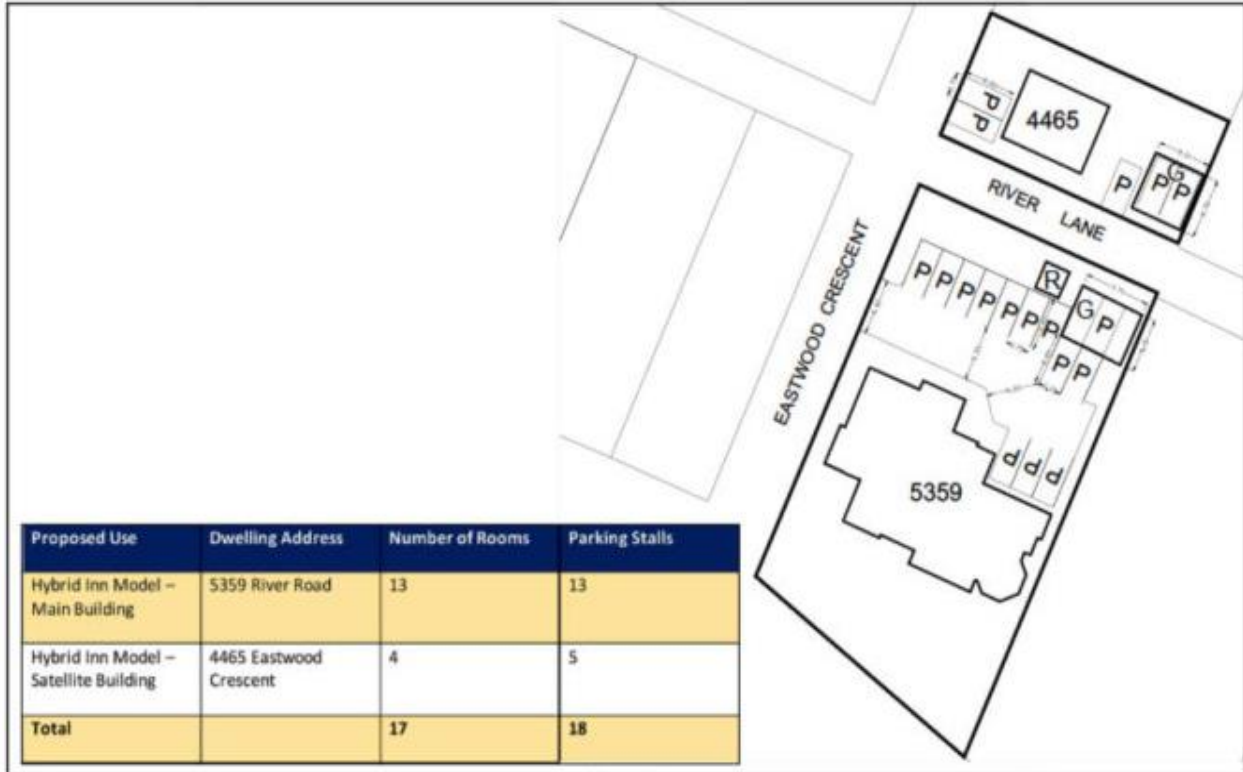 P
P
4465
P
P
P
G
RIVER LANE
EASTWOOD CRESCENT
P
P
P
P
P
P
P
R
G
P
P
P
P
P
P
5359
Proposed Use Dwelling Address Number of Rooms Parking Stalls
Hybrid Inn Model – 5359 River Road 13 13
Main Building
Hybrid Inn Model – 4465 Eastwood 4 5
Satellite Building Crescent
Total 17 18